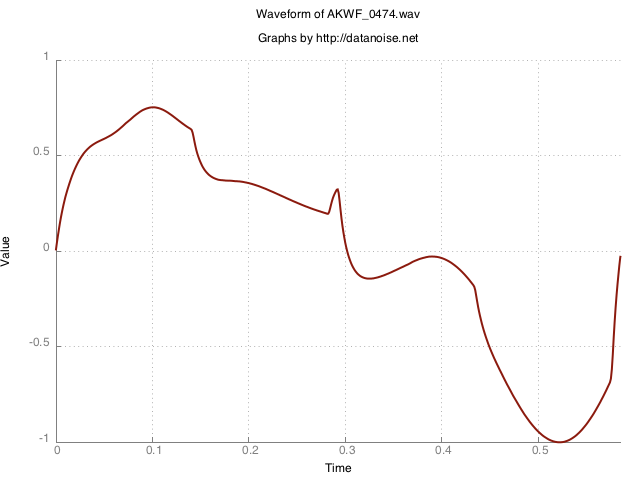 Waveform of AKWF_0474.wav
Graphs by http://datanoise.net
1
0.5
0
-0.5
-1
Value
0 0.1 0.2 0.3 0.4 0.5
Time